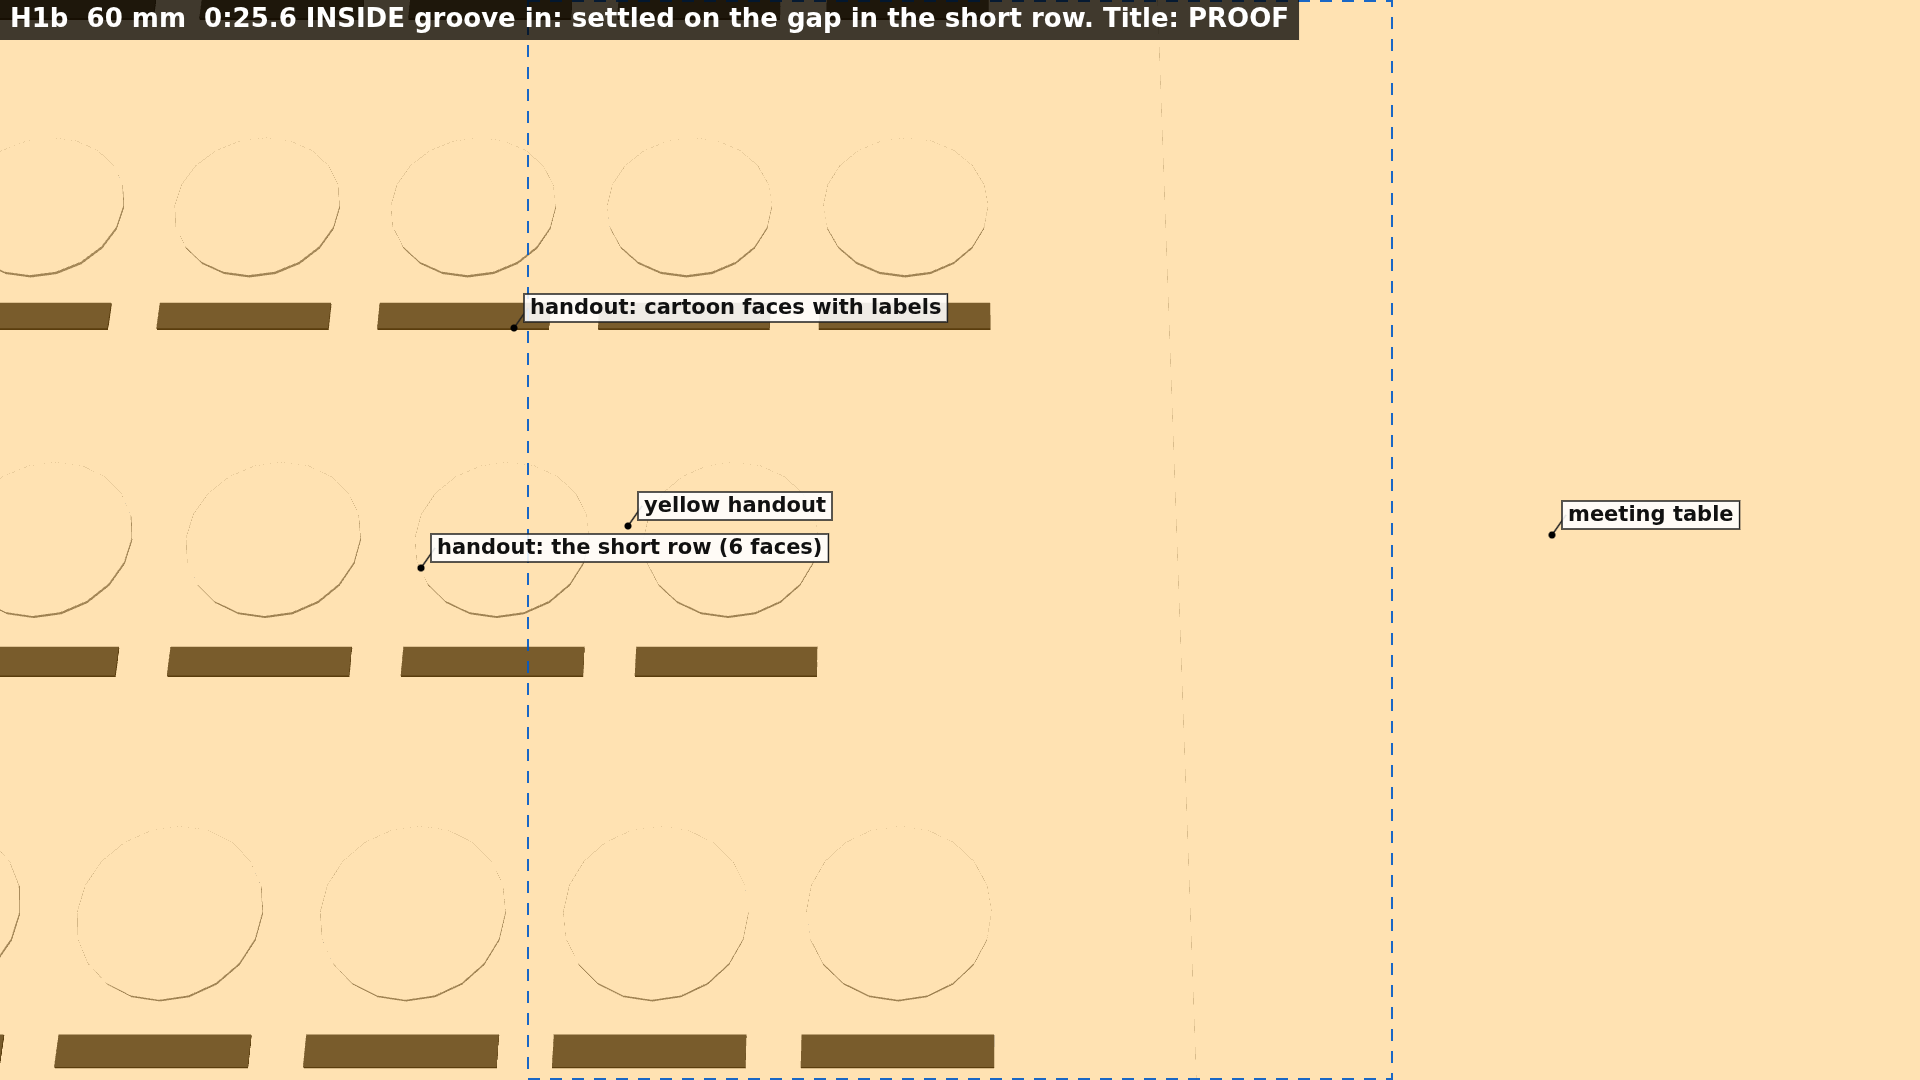 H1b 60 mm 0:25.6 INSIDE groove in: settled on the gap in the short row. Title: PROOF
handout: cartoon faces with labels
yellow handout
meeting table
handout: the short row (6 faces)